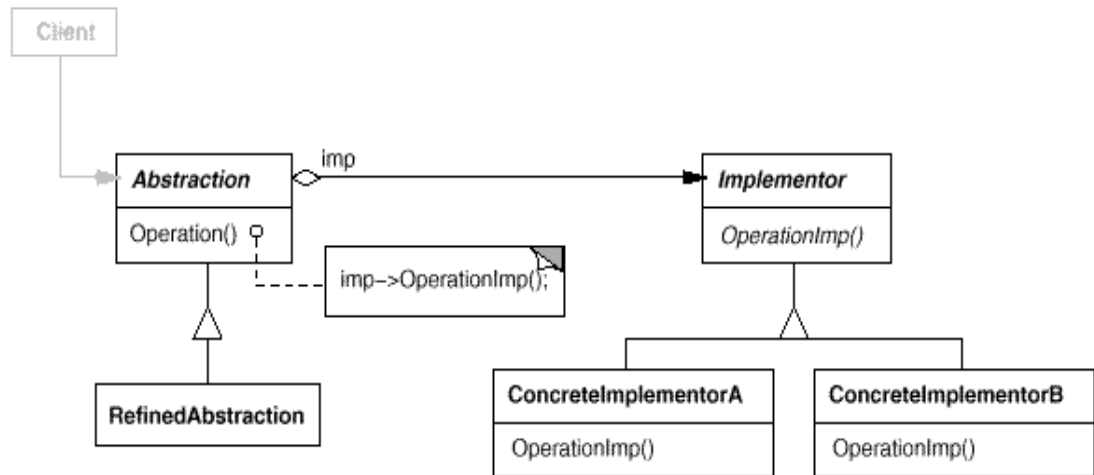 Client
imp
Abstraction
Operation()
imp->OperationImp();
Implementor
OperationImp()
RefinedAbstraction
ConcreteImplementorA
OperationImp()
ConcreteImplementorB
OperationImp()